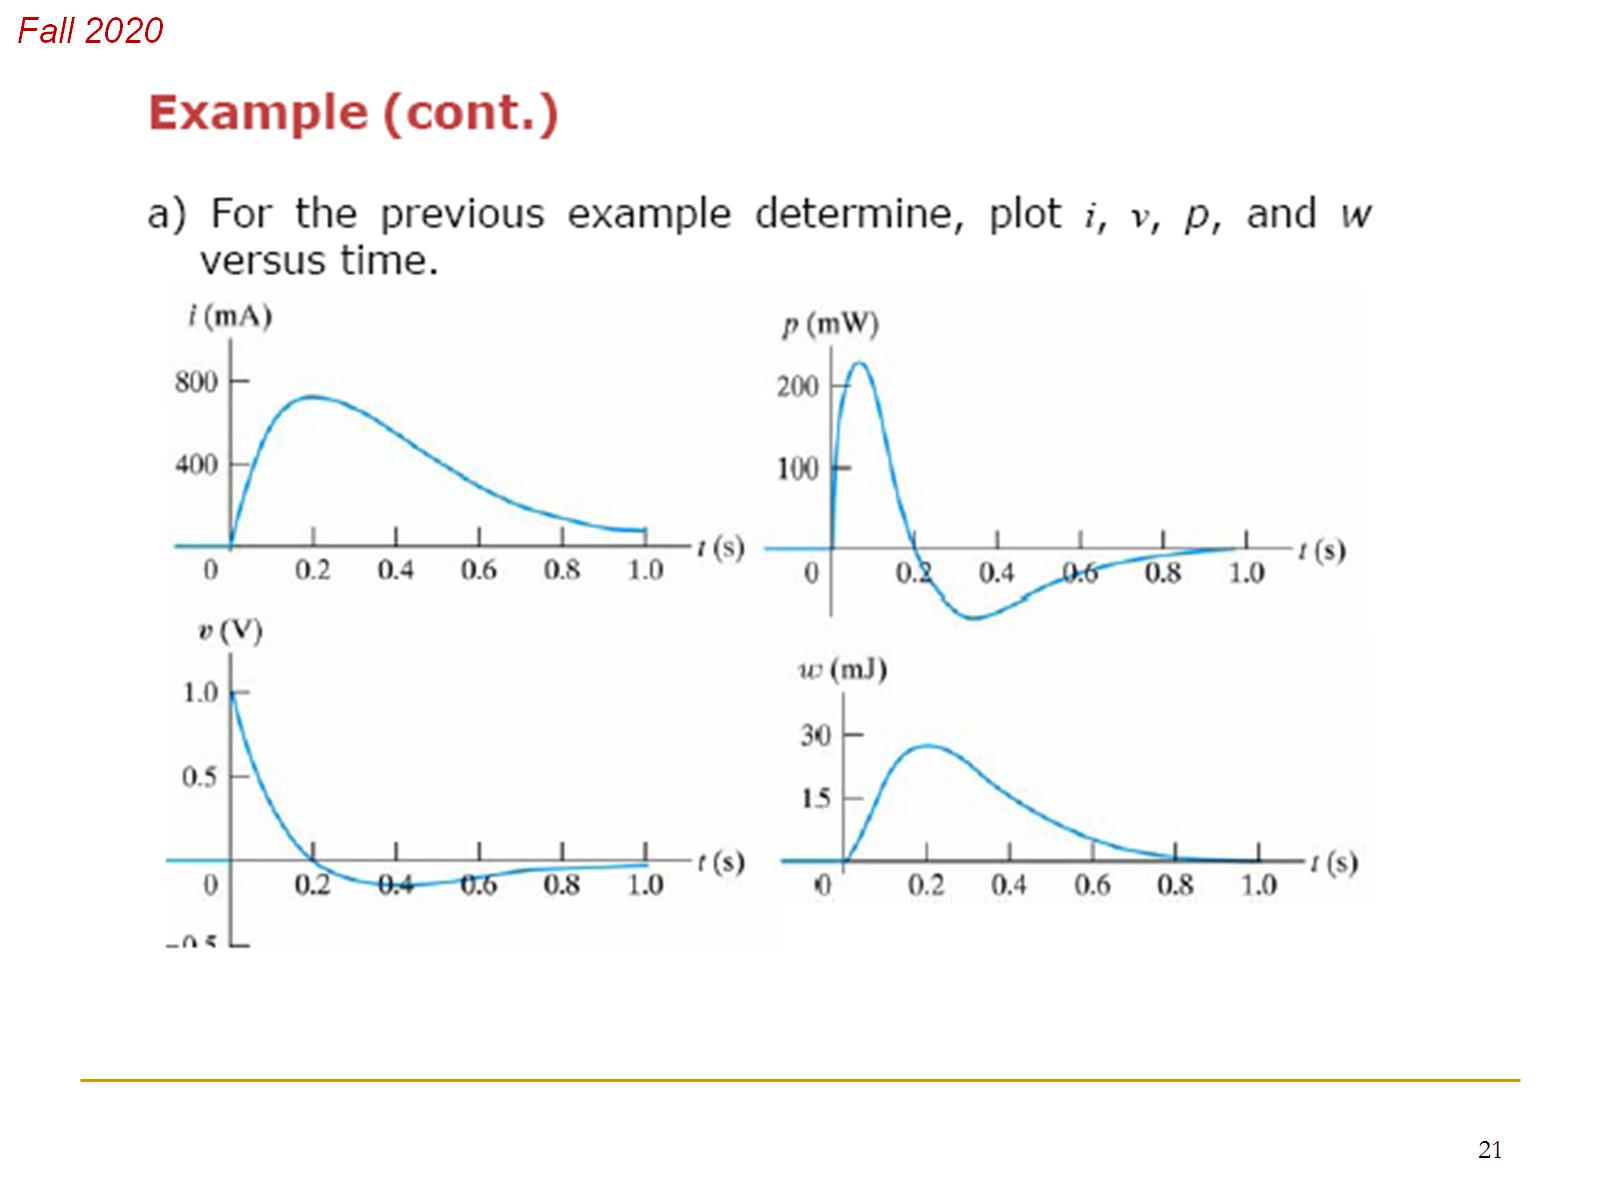 Fall 2020
Example (cont.)
a) For the previous example determine, plot i, v, p, and w
versus time.
i (mA)
800
400
0 0.2 0.4 0.6 0.8 1.0 t (s)
p (mW)
200
100
0 0.2 0.4 0.6 0.8 1.0 t (s)
v (V)
1.0
0.5
0 0.2 0.4 0.6 0.8 1.0 t (s)
−0.5
w (mJ)
30
15
0 0.2 0.4 0.6 0.8 1.0 t (s)
21